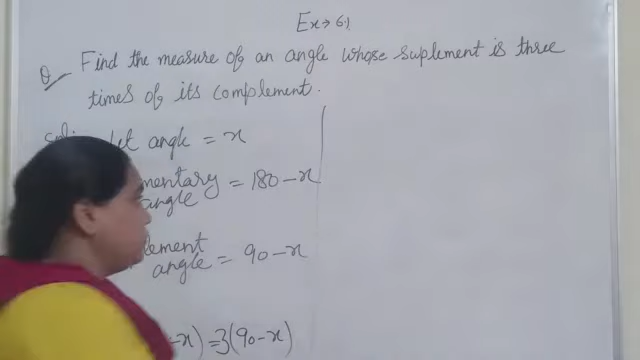 Ex → 6.1
Q Find the measure of an angle whose suplement is three
times of its complement.
Let angle = x
mentary = 180 - x
angle
lement
angle = 90 - x
-x) = 3(90-x)